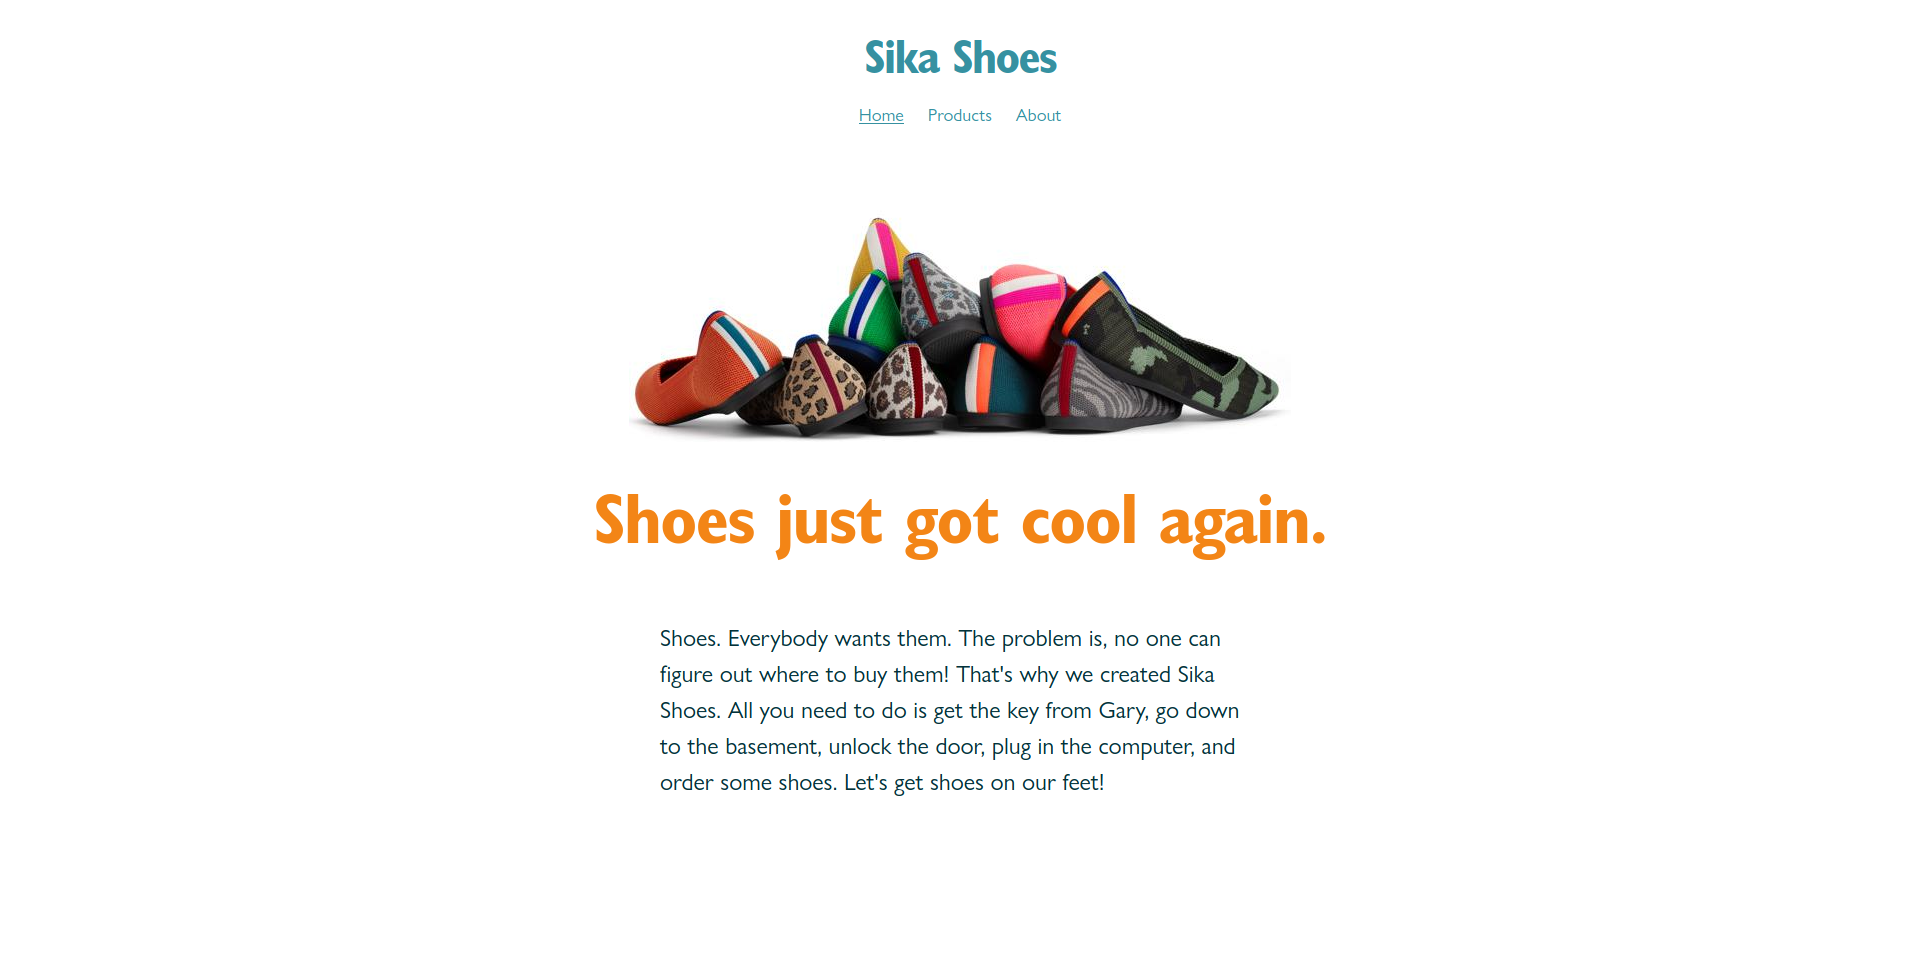 Sika Shoes
Home Products About
Shoes just got cool again.
Shoes. Everybody wants them. The problem is, no one can
figure out where to buy them! That's why we created Sika
Shoes. All you need to do is get the key from Gary, go down
to the basement, unlock the door, plug in the computer, and
order some shoes. Let's get shoes on our feet!